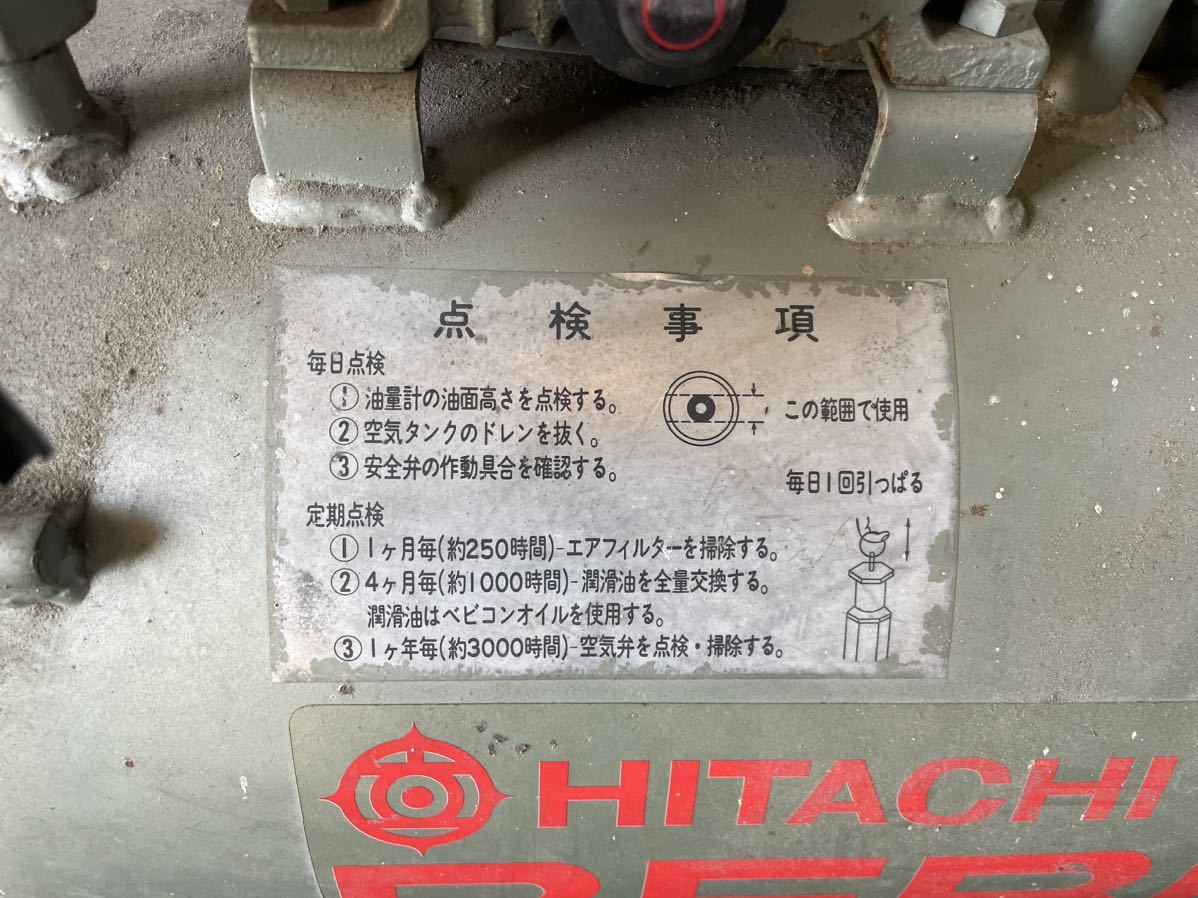 点検事項
毎日点検
① 油量計の油面高さを点検する。
② 空気タンクのドレンを抜く。
③ 安全弁の作動具合を確認する。
この範囲で使用
毎日1回引っぱる
定期点検
① 1ヶ月毎(約250時間)-エアフィルターを掃除する。
② 4ヶ月毎(約1000時間)-潤滑油を全量交換する。
潤滑油はベビコンオイルを使用する。
③ 1ヶ年毎(約3000時間)-空気弁を点検・掃除する。
HITACHI